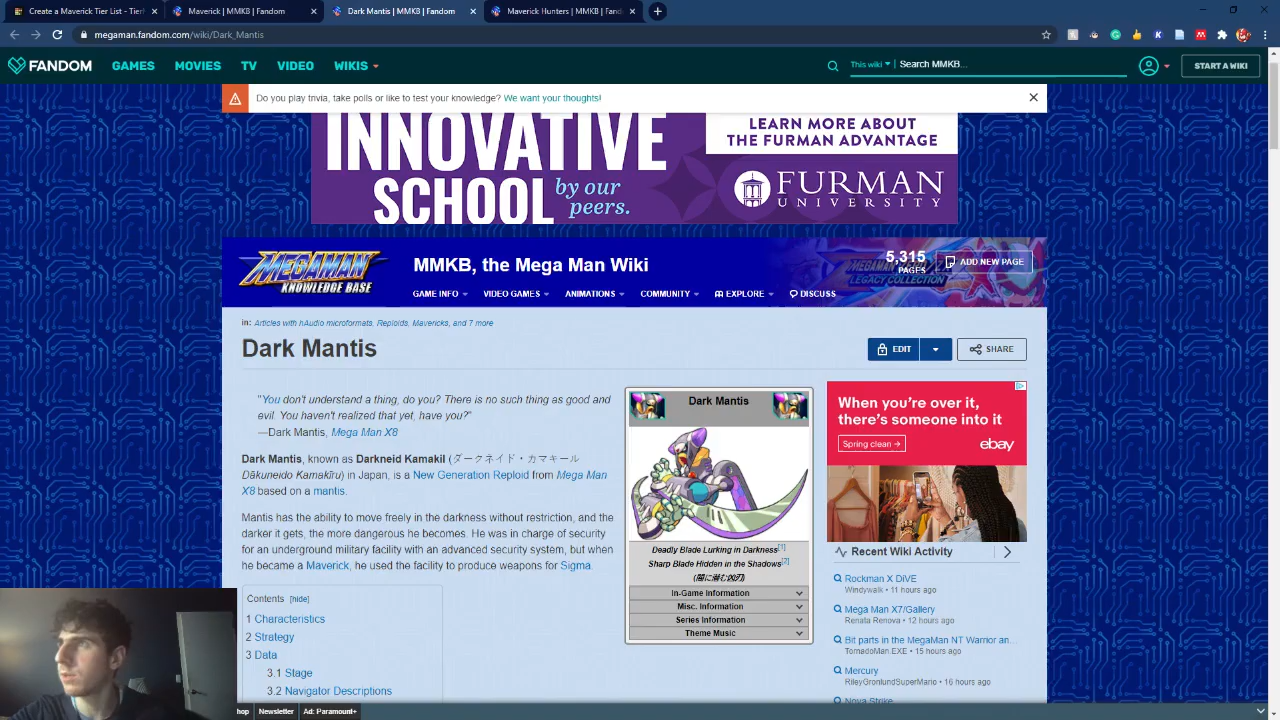 Create a Maverick Tier List - Tierl
Maverick | MMKB | Fandom
Dark Mantis | MMKB | Fandom
Maverick Hunters | MMKB | Fandom
megaman.fandom.com/wiki/Dark_Mantis
FANDOM GAMES MOVIES TV VIDEO WIKIS
This wiki Search MMKB...
START A WIKI
Do you play trivia, take polls or like to test your knowledge? We want your thoughts!
INNOVATIVE
SCHOOL by our
peers.
LEARN MORE ABOUT
THE FURMAN ADVANTAGE
FURMAN
UNIVERSITY
MEGAMAN
KNOWLEDGE BASE
MMKB, the Mega Man Wiki
5,315
PAGES
ADD NEW PAGE
GAME INFO VIDEO GAMES ANIMATIONS COMMUNITY EXPLORE DISCUSS
in: Articles with hAudio microformats, Reploids, Mavericks, and 7 more
Dark Mantis
EDIT
SHARE
"You don't understand a thing, do you? There is no such thing as good and
evil. You haven't realized that yet, have you?"
—Dark Mantis, Mega Man X8
Dark Mantis, known as Darkneid Kamakil (ダークネイド・カマキール
Dākuneido Kamakīru) in Japan, is a New Generation Reploid from Mega Man
X8 based on a mantis.
Mantis has the ability to move freely in the darkness without restriction, and the
darker it gets, the more dangerous he becomes. He was in charge of security
for an underground military facility with an advanced security system, but when
he became a Maverick, he used the facility to produce weapons for Sigma.
Contents [hide]
1 Characteristics
2 Strategy
3 Data
3.1 Stage
3.2 Navigator Descriptions
Dark Mantis
Deadly Blade Lurking in Darkness[1]
Sharp Blade Hidden in the Shadows[2]
(闇に潜む凶刃)
In-Game Information
Misc. Information
Series Information
Theme Music
When you're over it,
there's someone into it
Spring clean →
ebay
Recent Wiki Activity
Rockman X DiVE
Windywalk • 11 hours ago
Mega Man X7/Gallery
Renata Renova • 12 hours ago
Bit parts in the MegaMan NT Warrior an...
TornadoMan.EXE • 15 hours ago
Mercury
RileyGronlundSuperMario • 16 hours ago
Nova Strike
hop Newsletter Ad: Paramount+